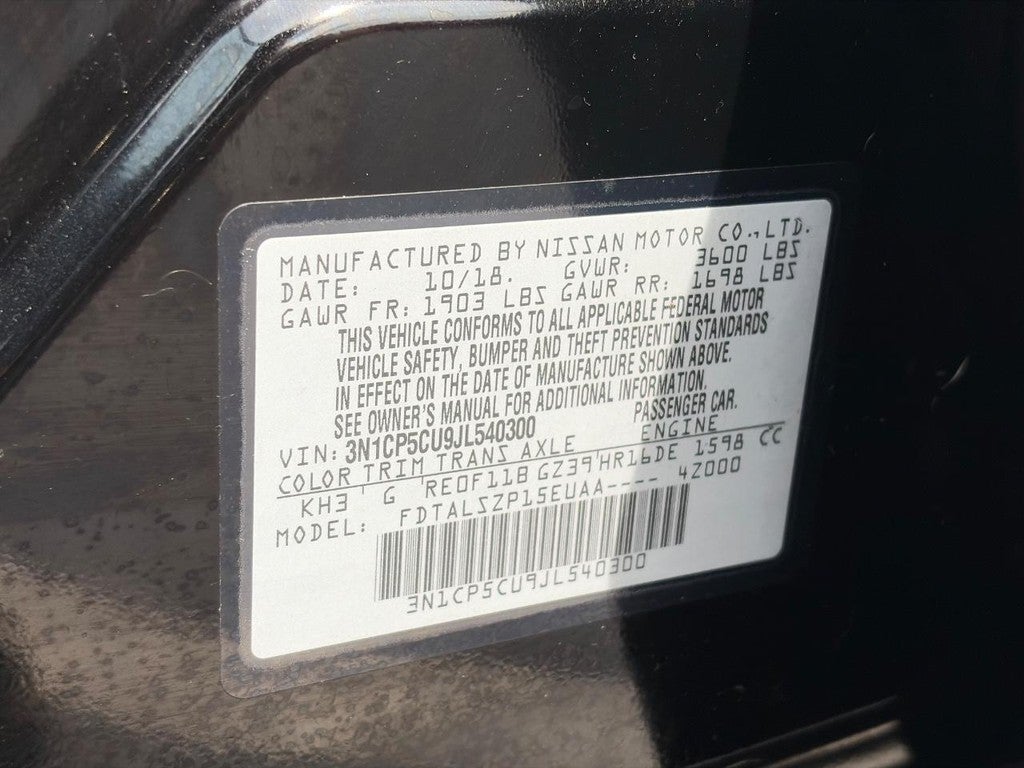 MANUFACTURED BY NISSAN MOTOR CO., LTD.
DATE: 10/18. GVWR: 3600 LBS
GAWR FR: 1903 LBS GAWR RR: 1698 LBS
THIS VEHICLE CONFORMS TO ALL APPLICABLE FEDERAL MOTOR
VEHICLE SAFETY, BUMPER AND THEFT PREVENTION STANDARDS
IN EFFECT ON THE DATE OF MANUFACTURE SHOWN ABOVE.
SEE OWNER'S MANUAL FOR ADDITIONAL INFORMATION.
VIN: 3N1CP5CU9JL540300 PASSENGER CAR.
COLOR TRIM TRANS AXLE ENGINE
KH3 G RE0F11B GZ39 HR16DE 1598 CC
MODEL: FDTALSZP15EUAA---- 4Z000
3N1CP5CU9JL540300